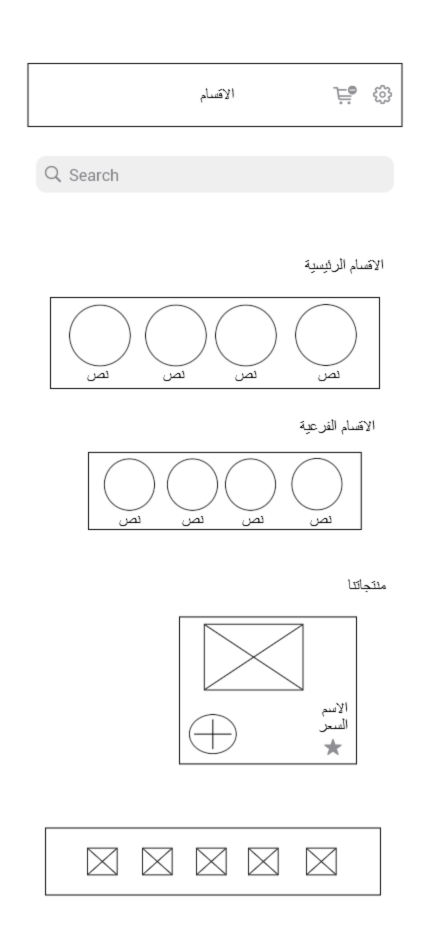 الاقسام
Search
الاقسام الرئيسية
نص نص نص نص
الاقسام الفرعية
نص نص نص نص
منتجاتنا
الاسم
السعر